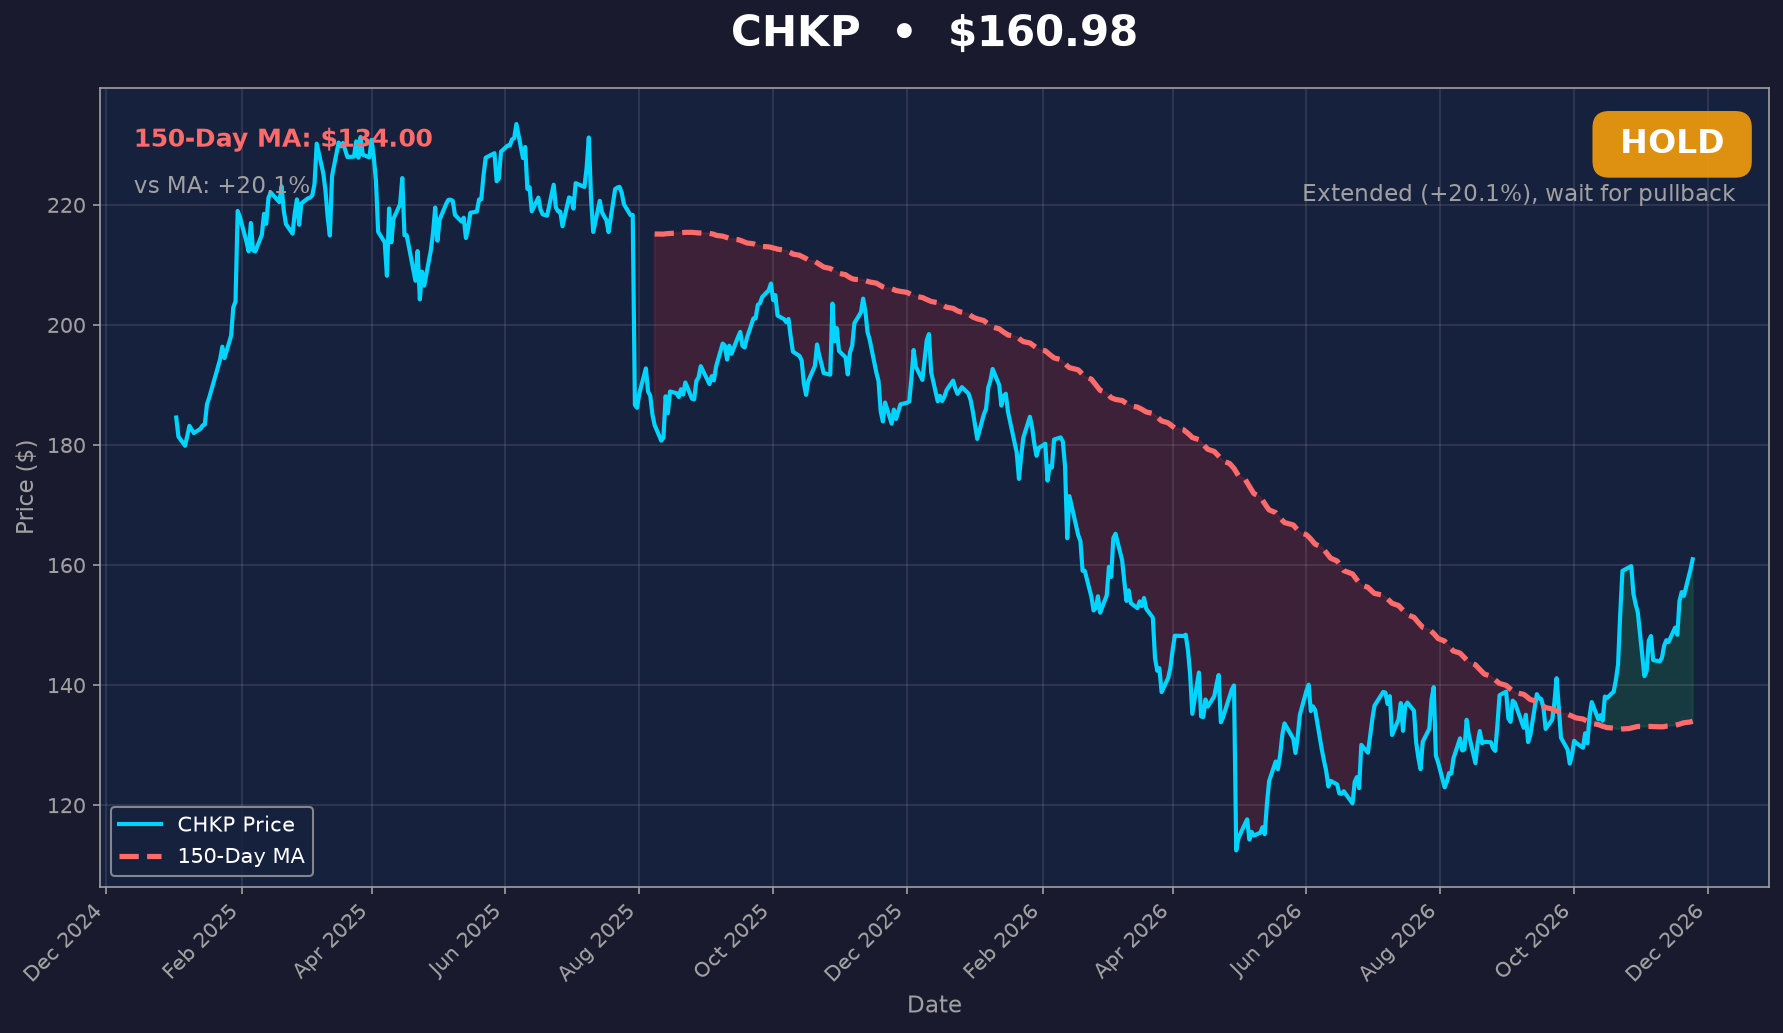 CHKP • $160.98
150-Day MA: $134.00
vs MA: +20.1%
HOLD
Extended (+20.1%), wait for pullback
Price ($)
220
200
180
160
140
120
CHKP Price
150-Day MA
Dec 2024
Feb 2025
Apr 2025
Jun 2025
Aug 2025
Oct 2025
Dec 2025
Feb 2026
Apr 2026
Jun 2026
Aug 2026
Oct 2026
Dec 2026
Date